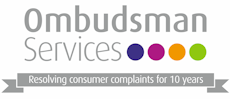 Ombudsman
Services
Resolving consumer complaints for 10 years